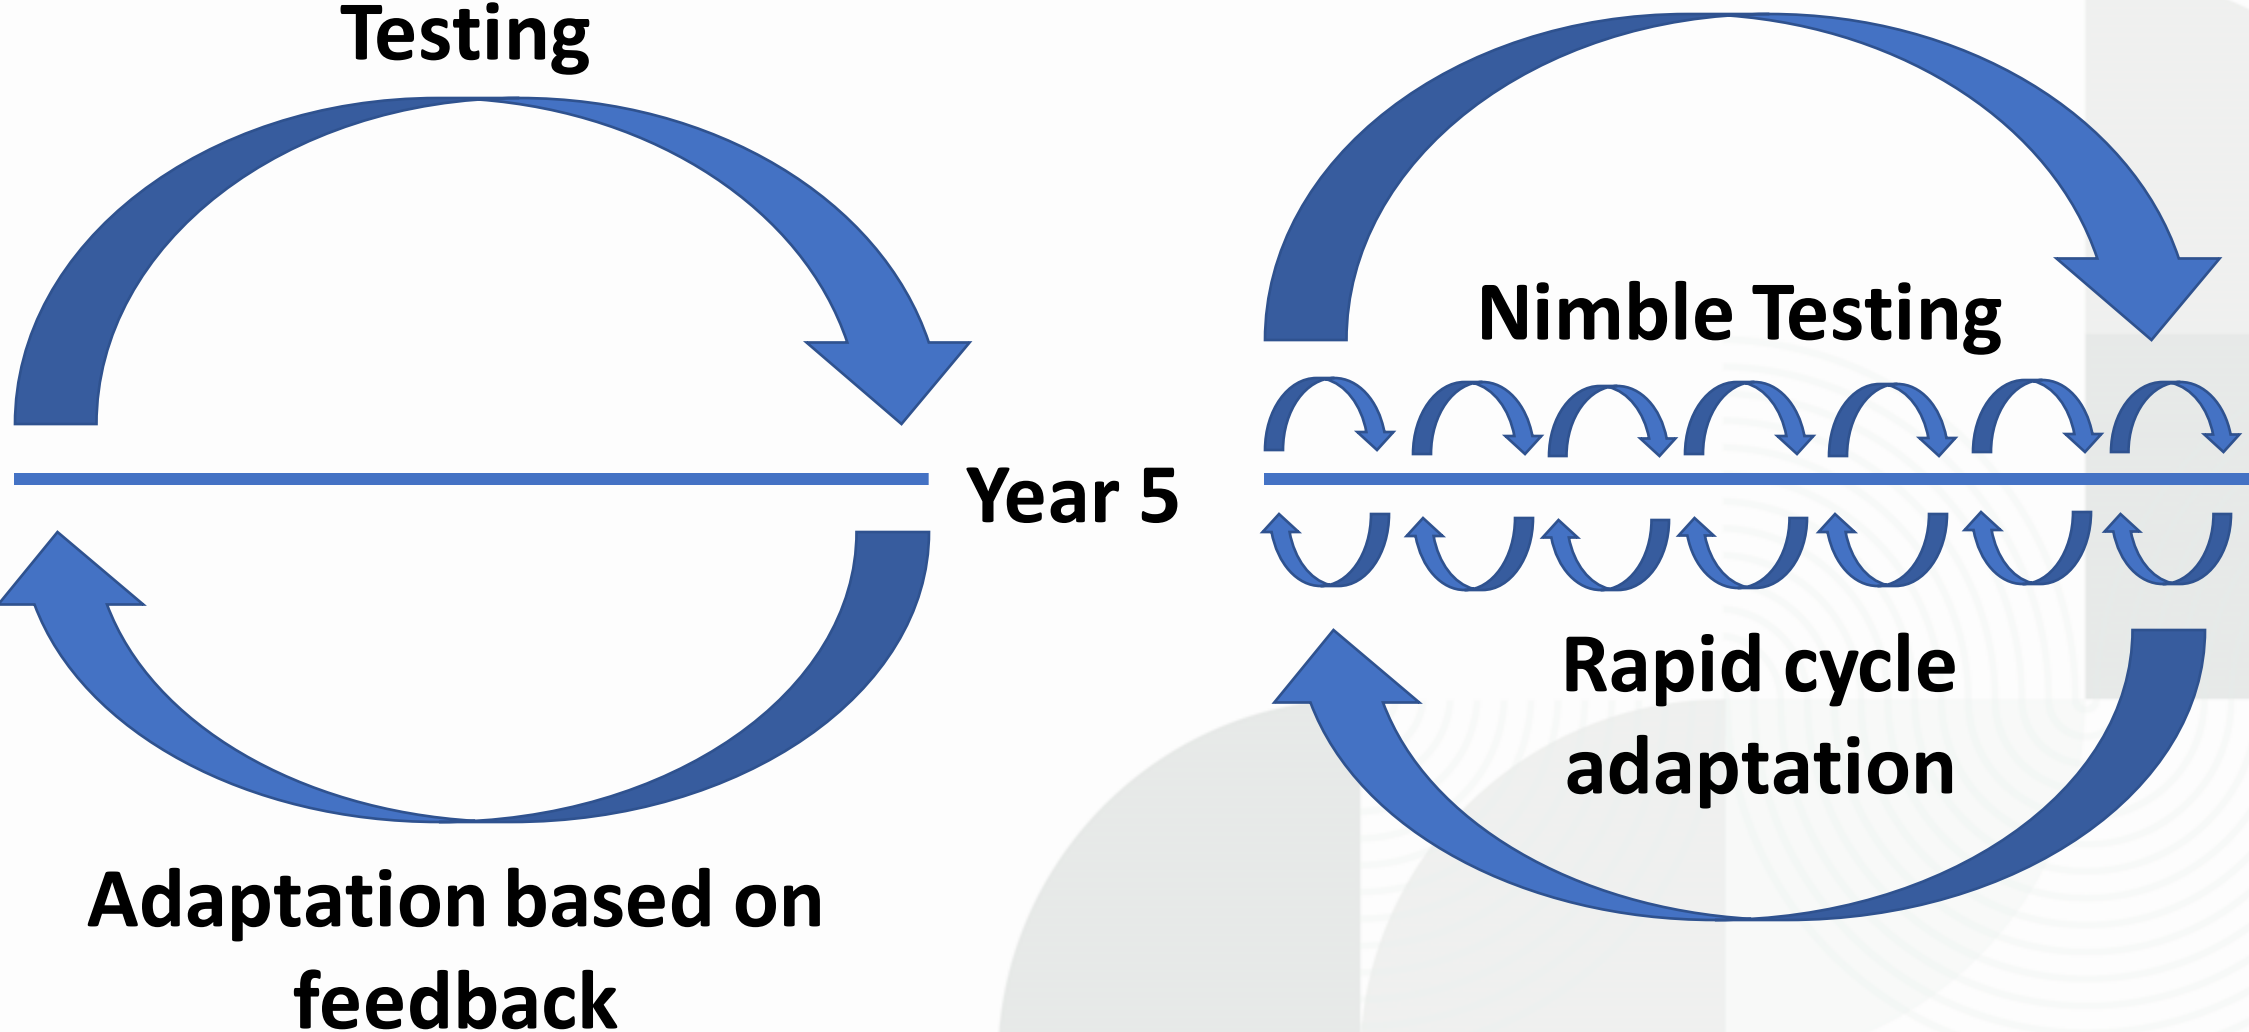 Testing
Year 5
Adaptation based on
feedback
Nimble Testing
Rapid cycle
adaptation